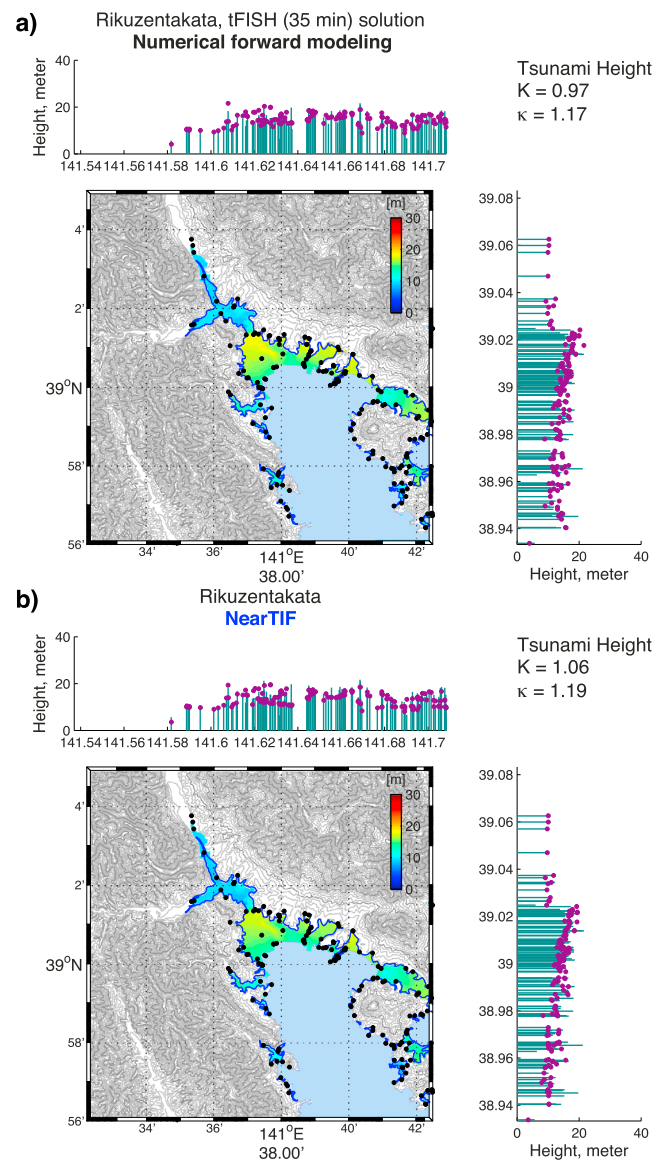 a)
Rikuzentakata, tFISH (35 min) solution
Numerical forward modeling
Height, meter
40
20
0
141.54 141.56 141.58 141.6 141.62 141.64 141.66 141.68 141.7
Tsunami Height
K = 0.97
κ = 1.17
[m]
30
20
10
0
4'
2'
39°N
58'
56'
34' 36' 141°E 40' 42'
38.00'
39.08
39.06
39.04
39.02
39
38.98
38.96
38.94
0 20 40
Height, meter
b)
Rikuzentakata
NearTIF
Height, meter
40
20
0
141.54 141.56 141.58 141.6 141.62 141.64 141.66 141.68 141.7
Tsunami Height
K = 1.06
κ = 1.19
[m]
30
20
10
0
4'
2'
39°N
58'
56'
34' 36' 141°E 40' 42'
38.00'
39.08
39.06
39.04
39.02
39
38.98
38.96
38.94
0 20 40
Height, meter